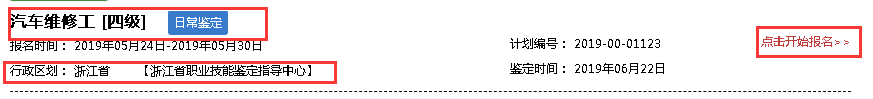 汽车维修工 [四级] 日常鉴定
报名时间： 2019年05月24日-2019年05月30日 计划编号： 2019-00-01123 点击开始报名>>
行政区划： 浙江省 【浙江省职业技能鉴定指导中心】 鉴定时间： 2019年06月22日